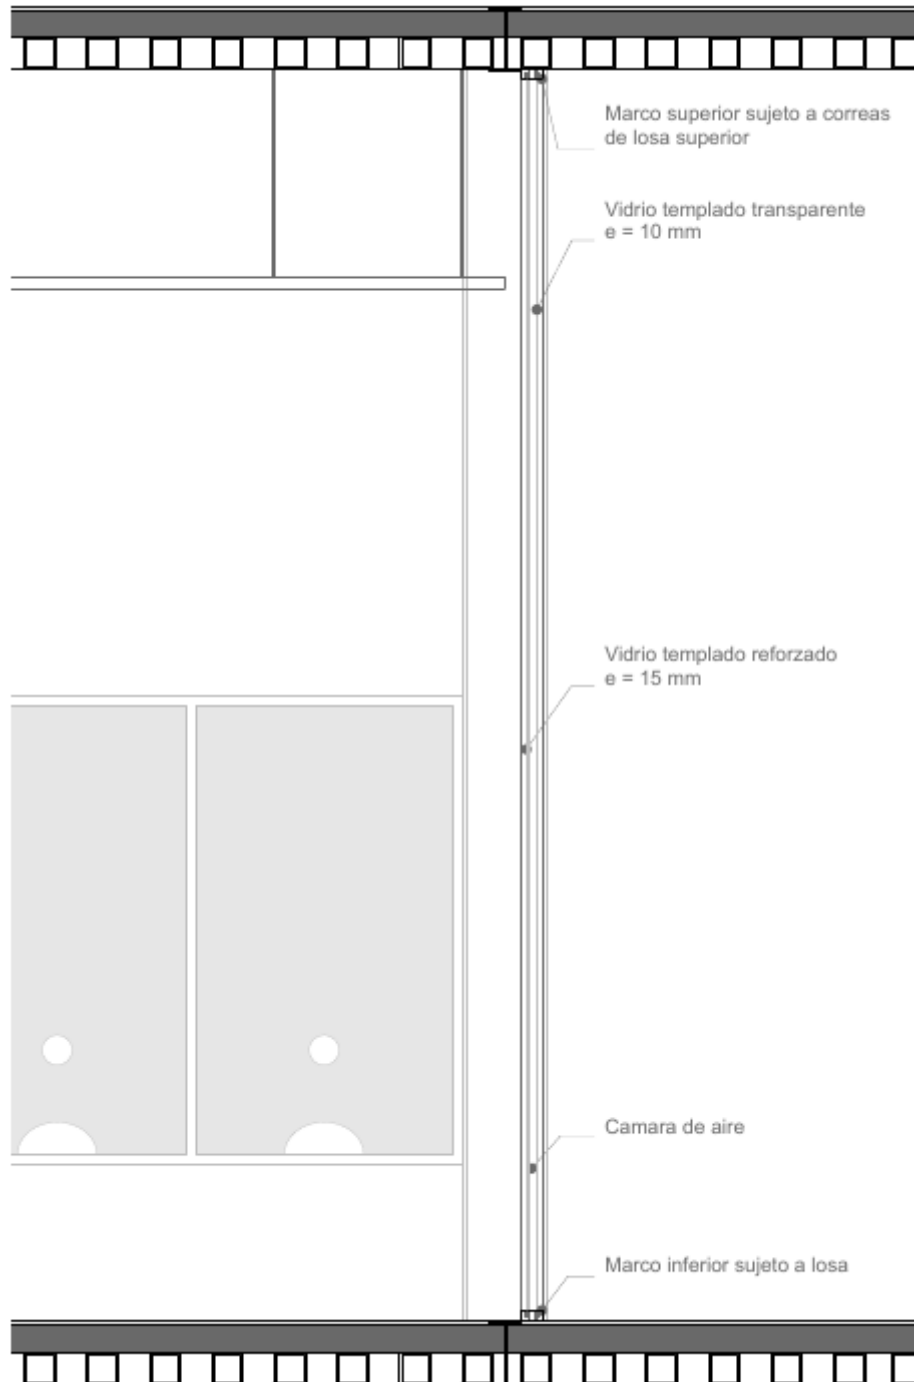 Marco superior sujeto a correas
de losa superior
Vidrio templado transparente
e = 10 mm
Vidrio templado reforzado
e = 15 mm
Camara de aire
Marco inferior sujeto a losa